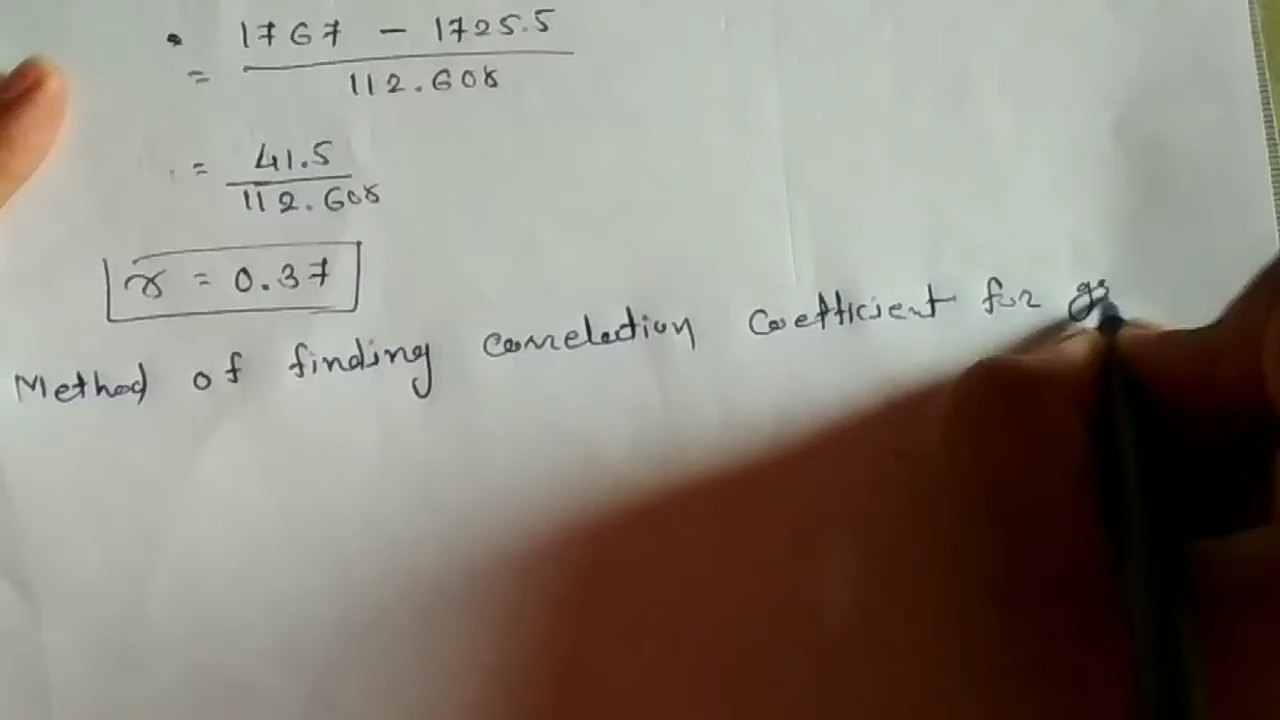 = 1767 - 1725.5 / 112.608
= 41.5 / 112.608
r = 0.37
Method of finding correlation coefficient for